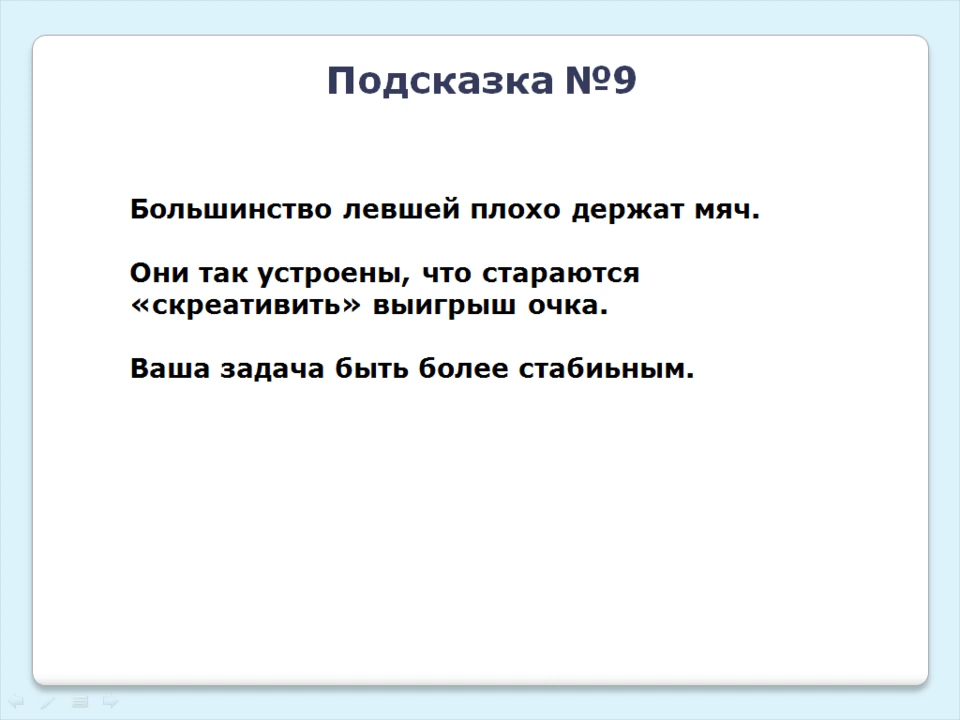 Подсказка №9
Большинство левшей плохо держат мяч.
Они так устроены, что стараются
«скреативить» выигрыш очка.
Ваша задача быть более стабиьным.